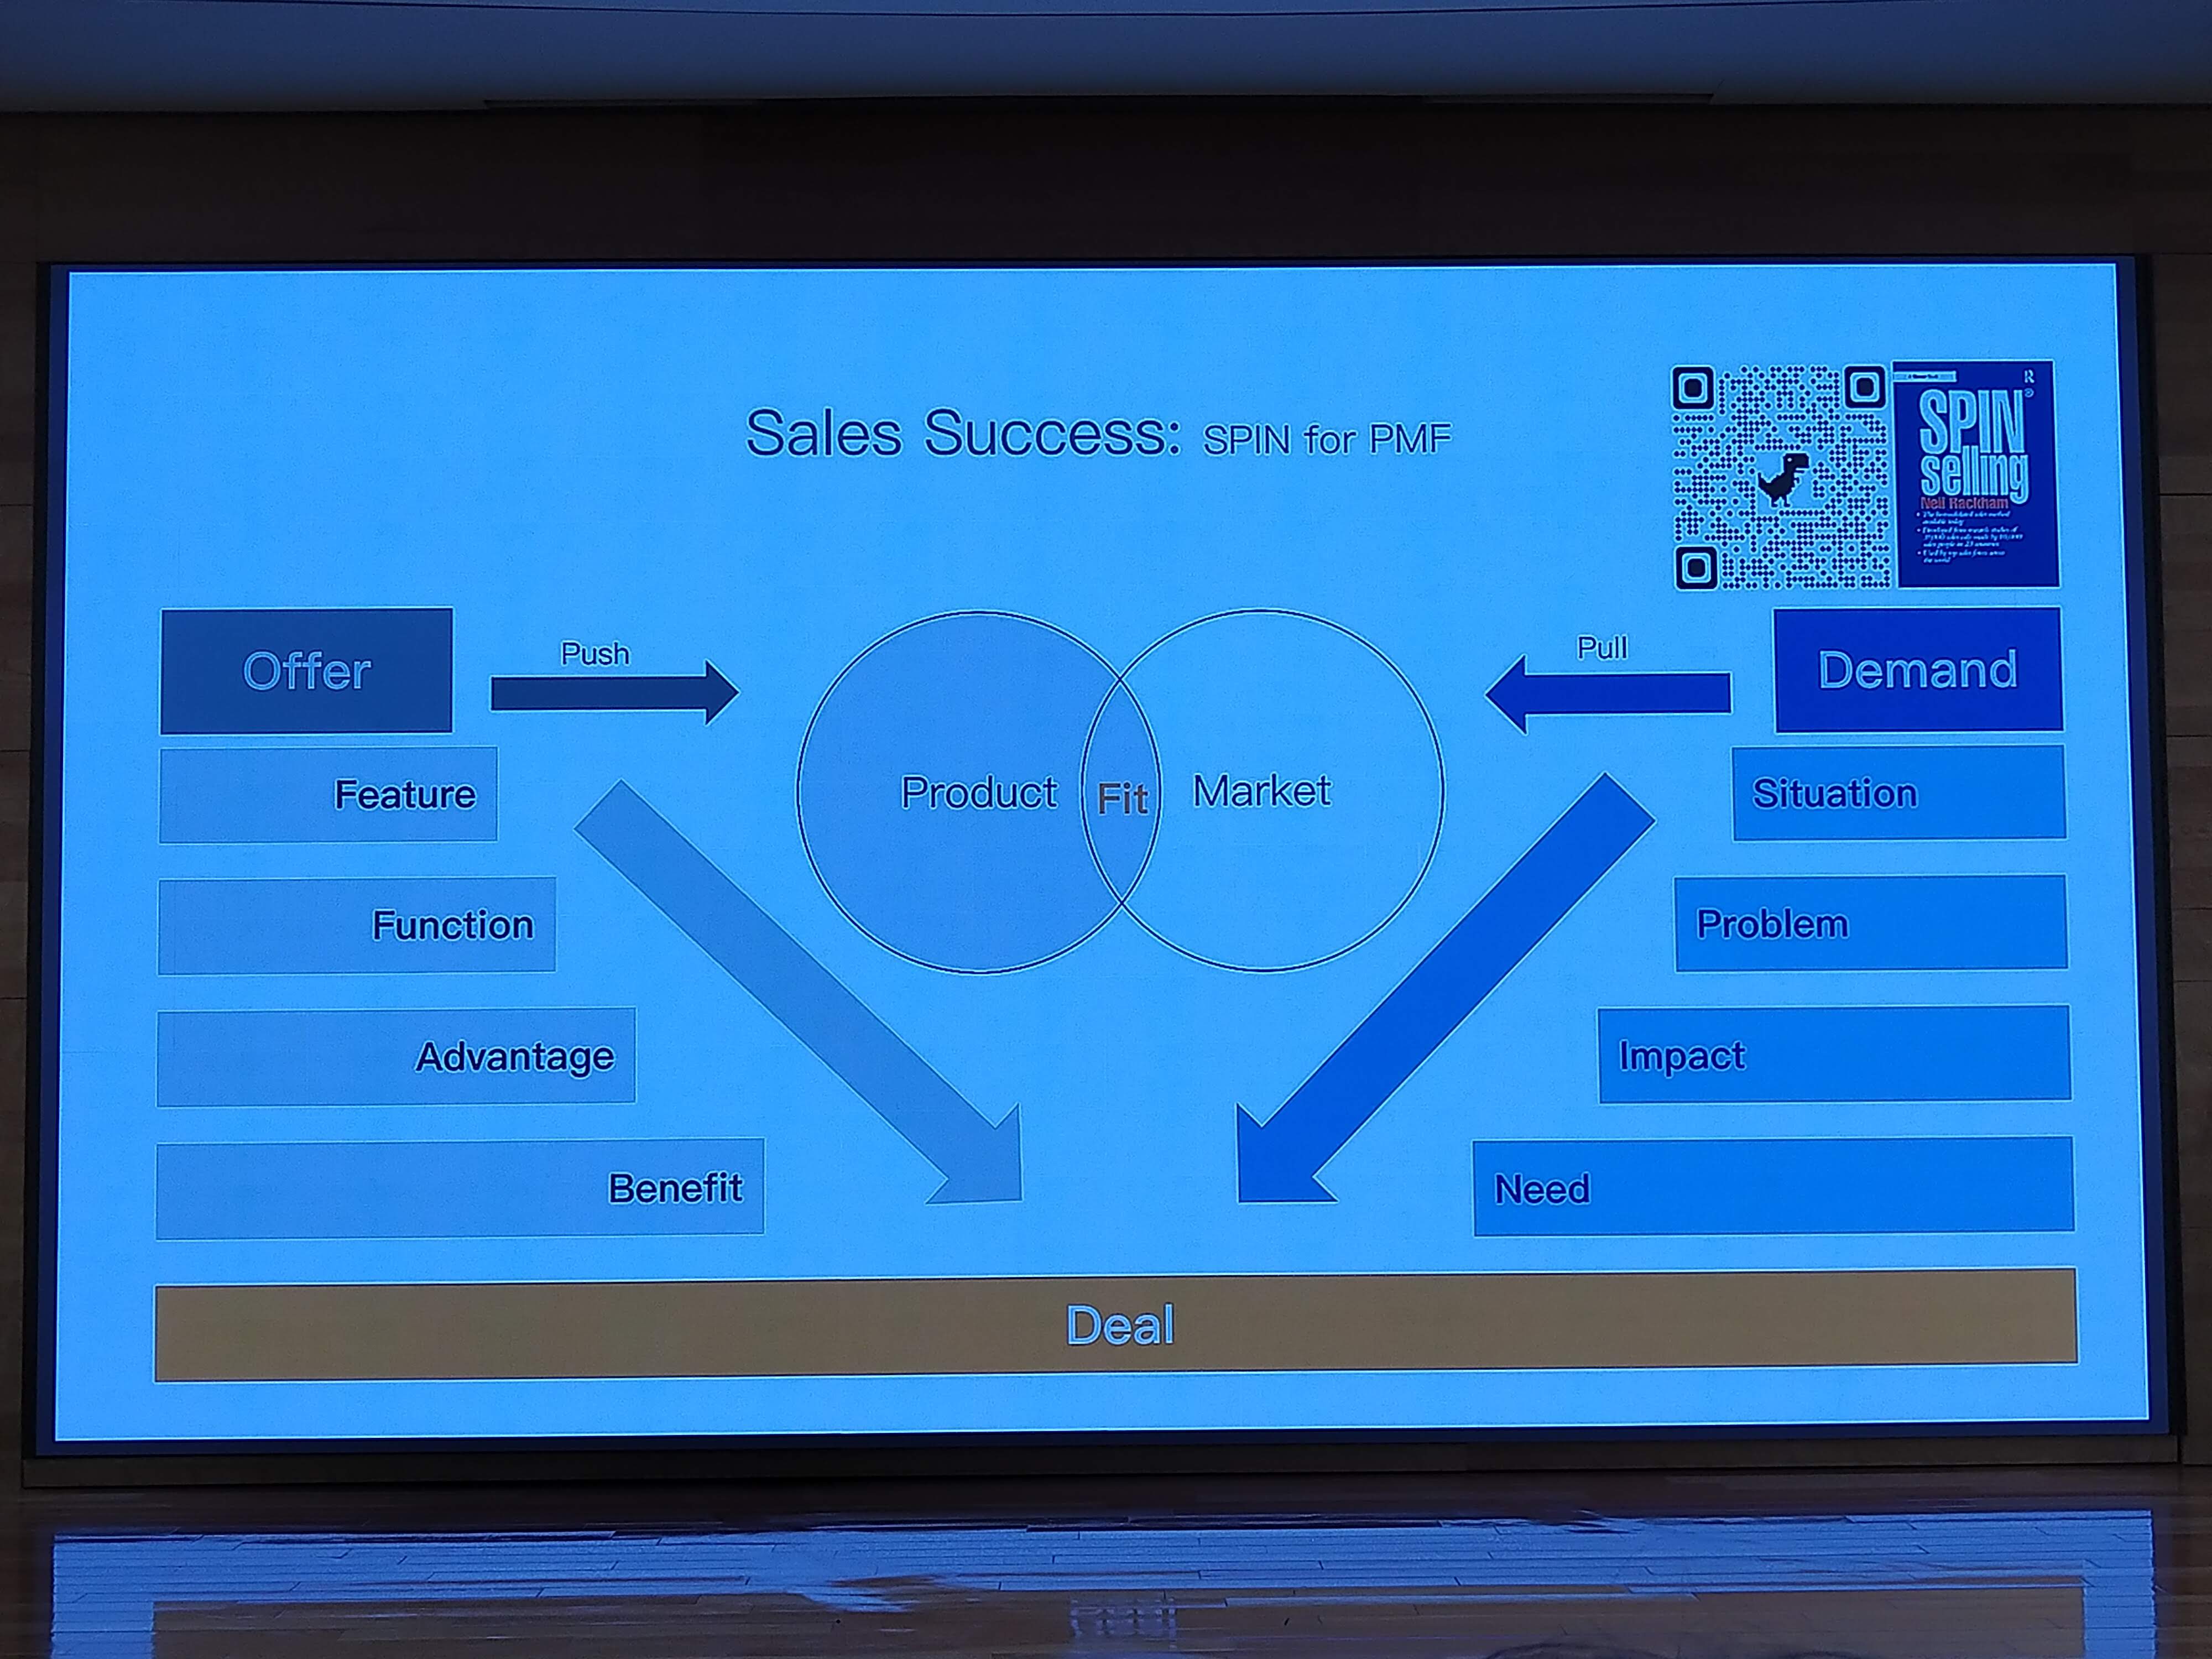 Sales Success: SPIN for PMF
R
SPIN
selling
Neil Rackham
Offer
Push
Pull
Demand
Feature
Product
Fit
Market
Situation
Function
Problem
Advantage
Impact
Benefit
Need
Deal